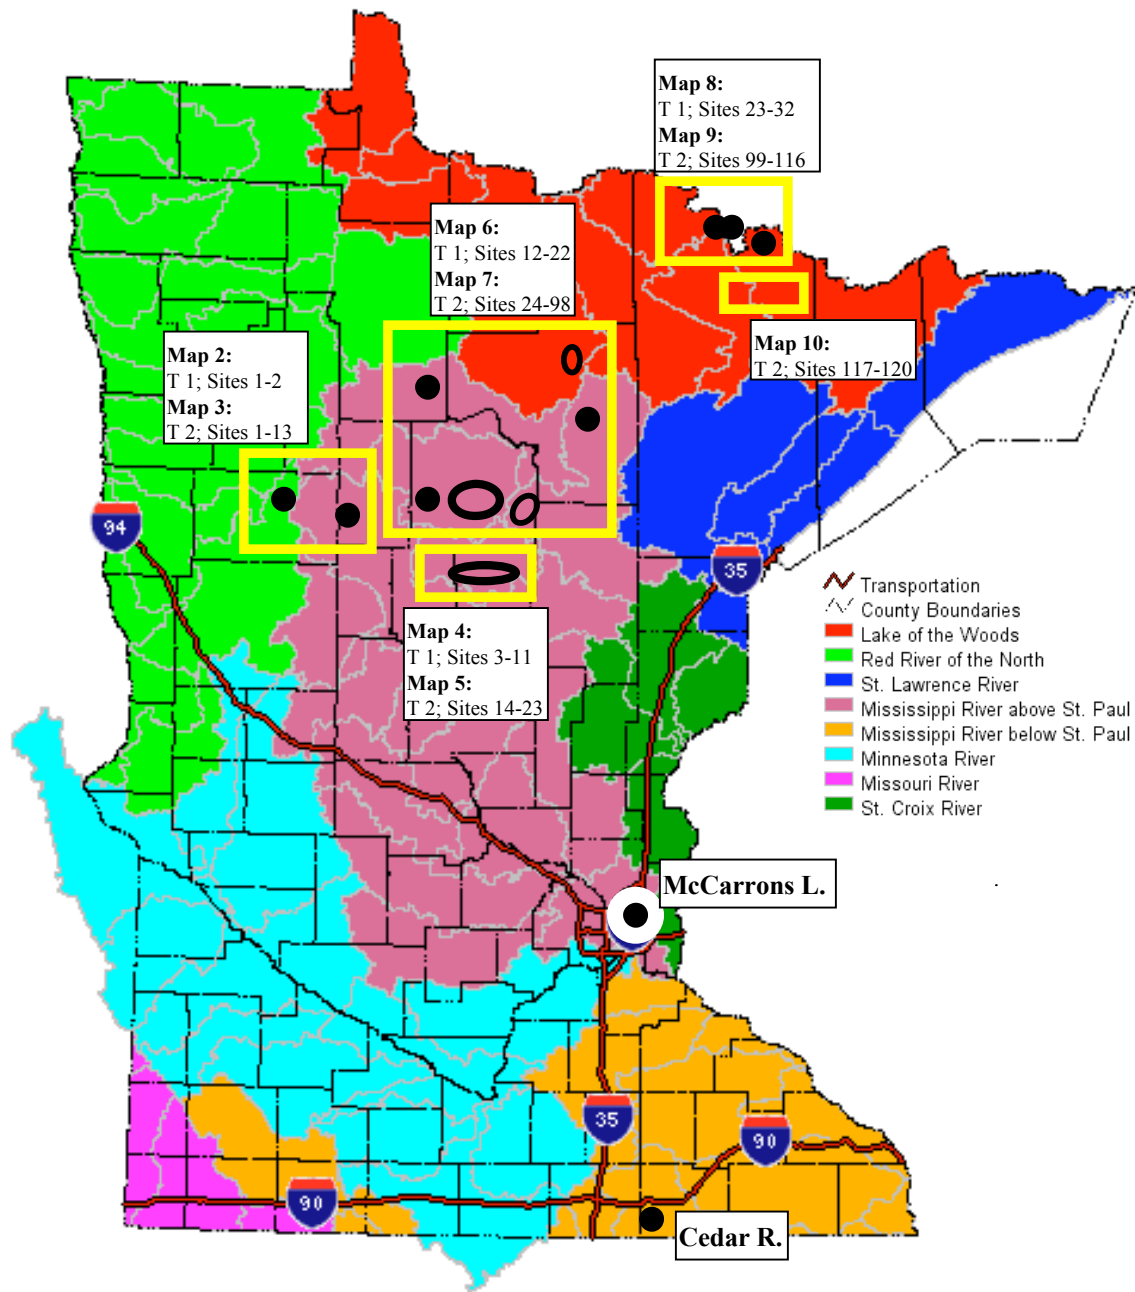 Map 8:
T 1; Sites 23-32
Map 9:
T 2; Sites 99-116
Map 6:
T 1; Sites 12-22
Map 7:
T 2; Sites 24-98
Map 2:
T 1; Sites 1-2
Map 3:
T 2; Sites 1-13
Map 10:
T 2; Sites 117-120
94
35
Map 4:
T 1; Sites 3-11
Map 5:
T 2; Sites 14-23
Transportation
County Boundaries
Lake of the Woods
Red River of the North
St. Lawrence River
Mississippi River above St. Paul
Mississippi River below St. Paul
Minnesota River
Missouri River
St. Croix River
McCarrons L.
35
90
90
Cedar R.